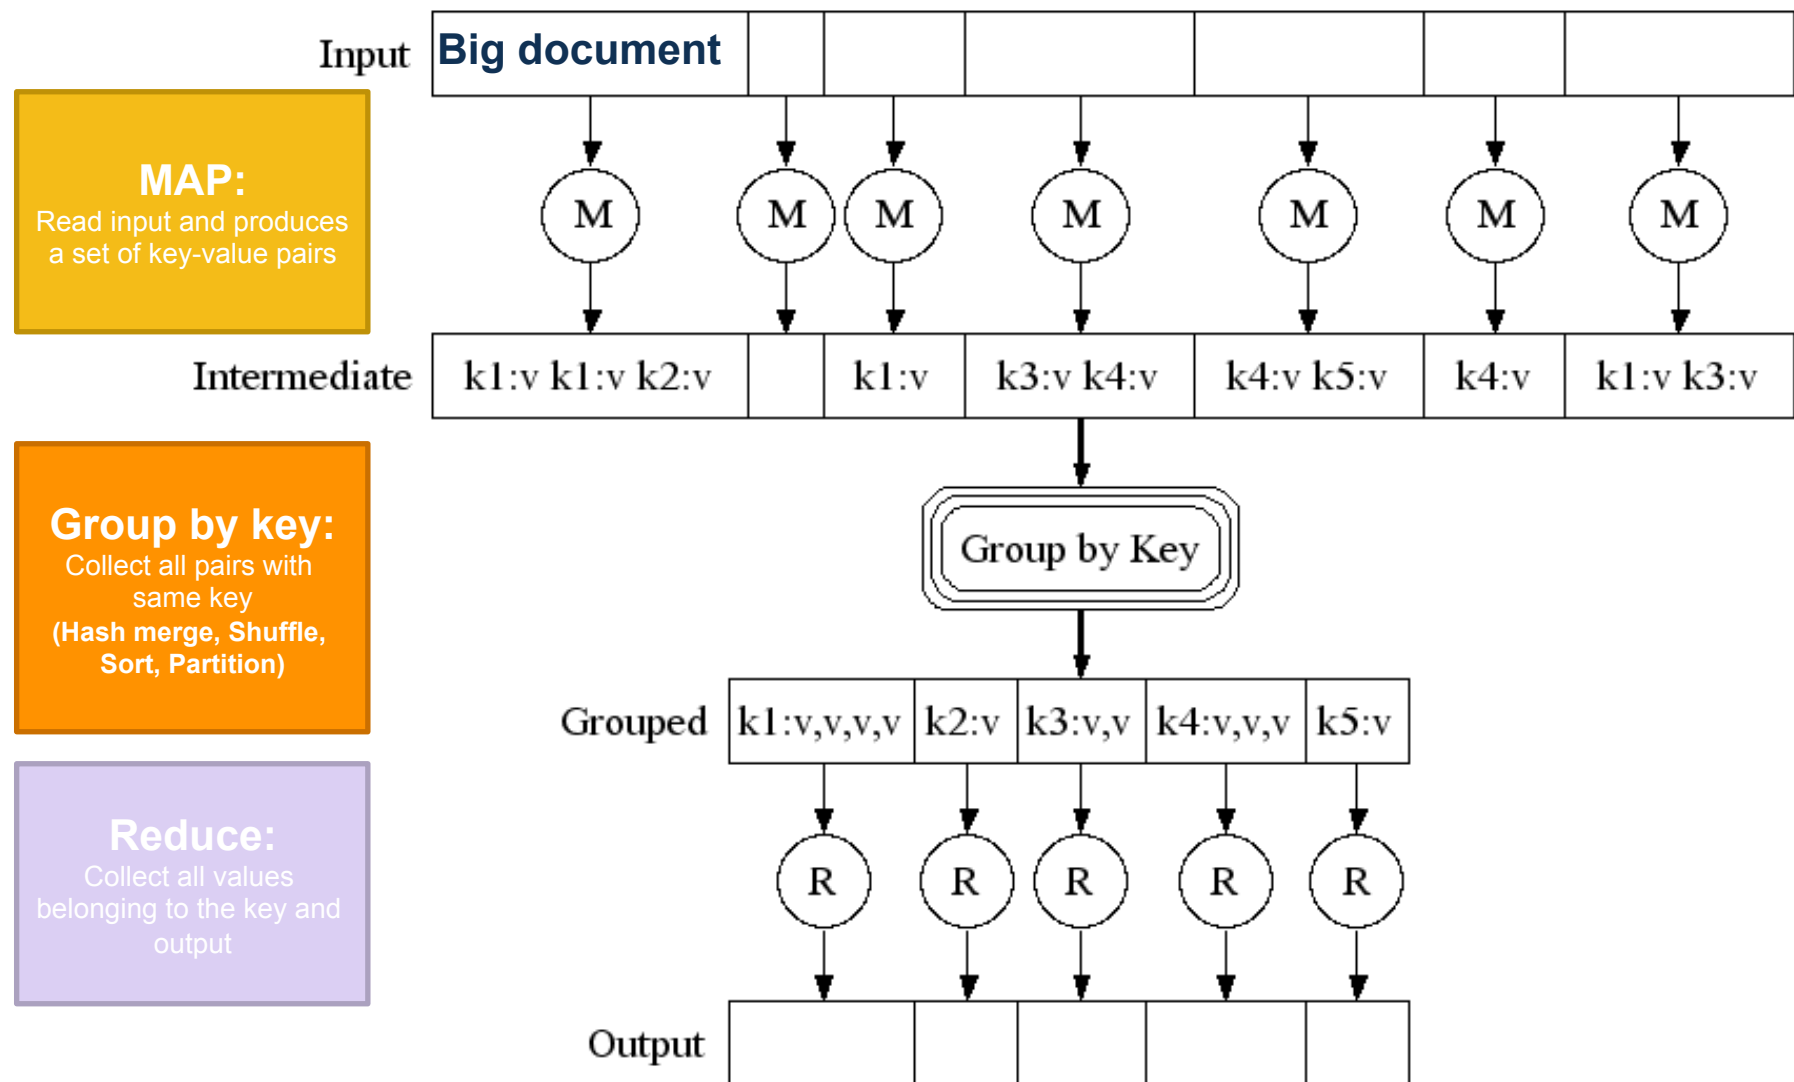 Input
Big document
MAP:
Read input and produces
a set of key-value pairs
M M M M M M M
Intermediate
k1:v k1:v k2:v
k1:v
k3:v k4:v
k4:v k5:v
k4:v
k1:v k3:v
Group by key:
Collect all pairs with
same key
(Hash merge, Shuffle,
Sort, Partition)
Group by Key
Grouped
k1:v,v,v,v
k2:v
k3:v,v
k4:v,v,v
k5:v
Reduce:
Collect all values
belonging to the key and
output
R R R R R
Output